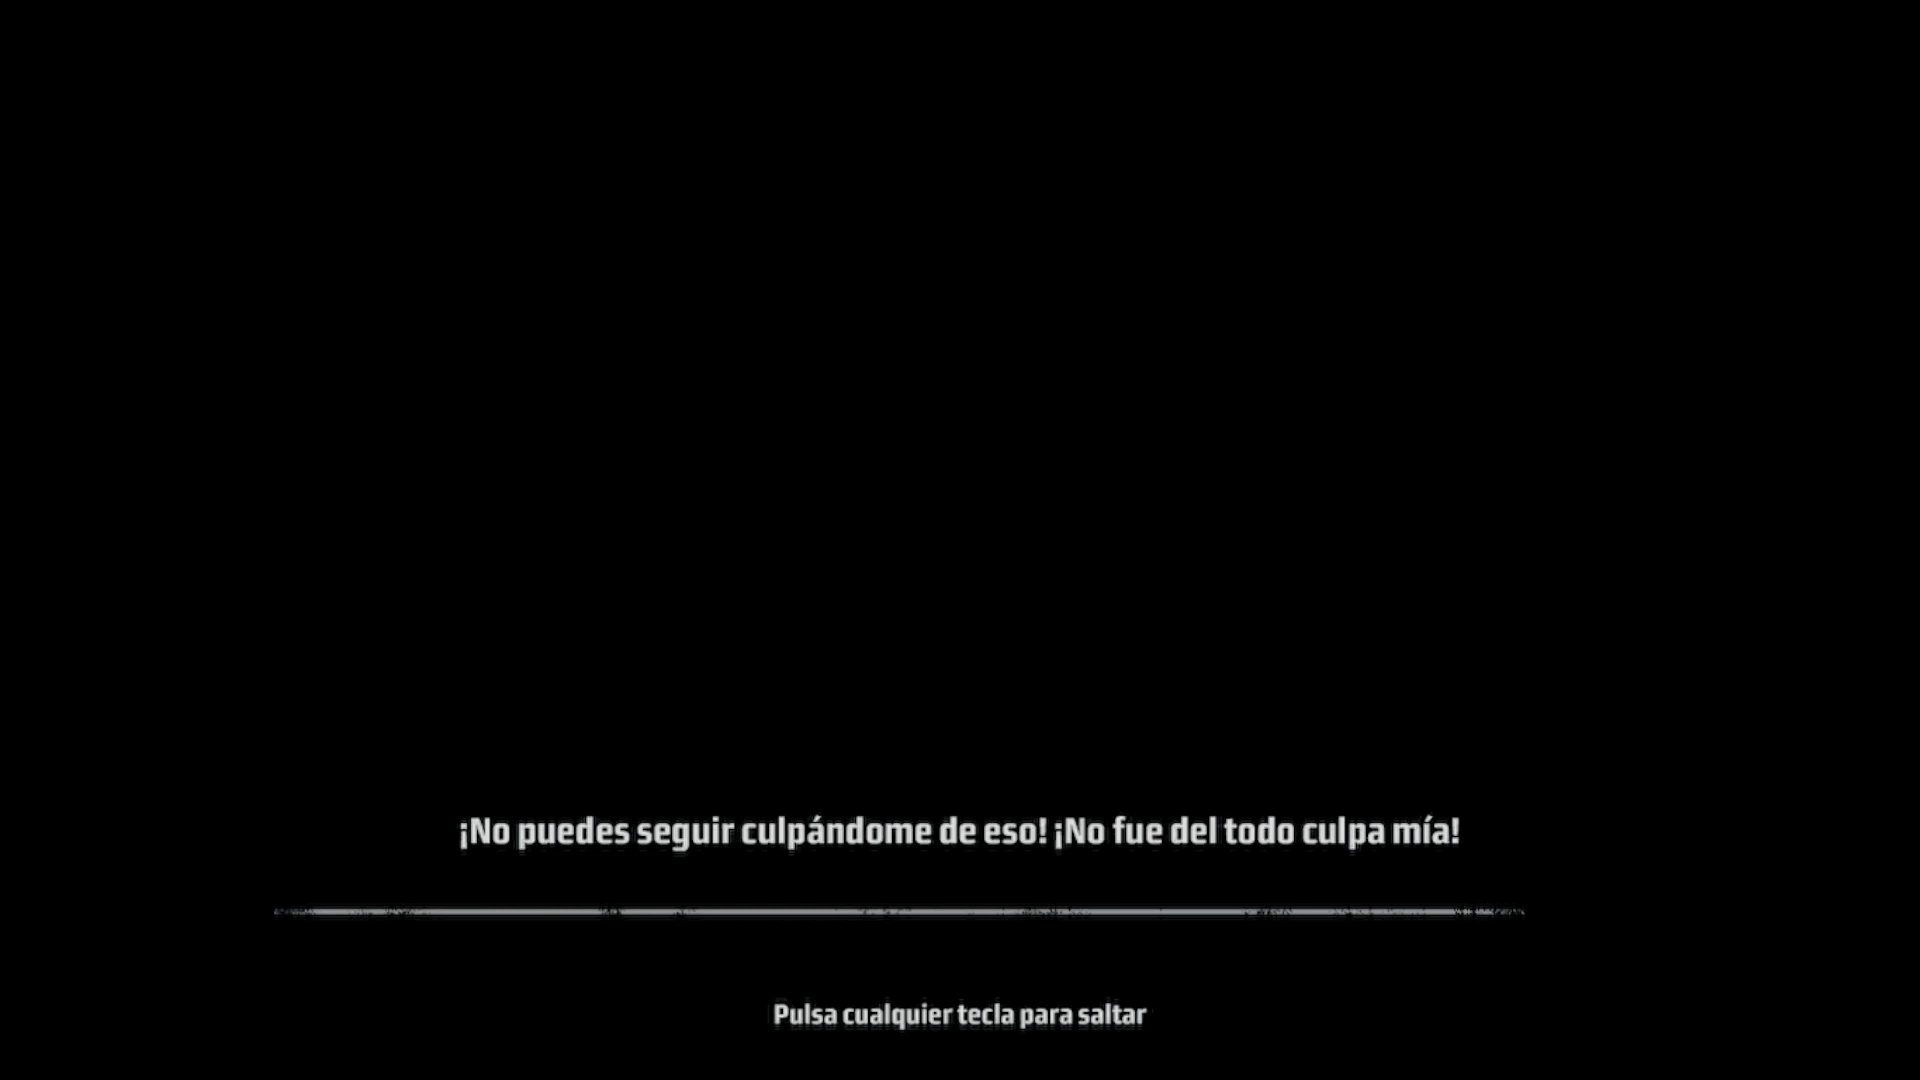 ¡No puedes seguir culpándome de eso! ¡No fue del todo culpa mía!
Pulsa cualquier tecla para saltar